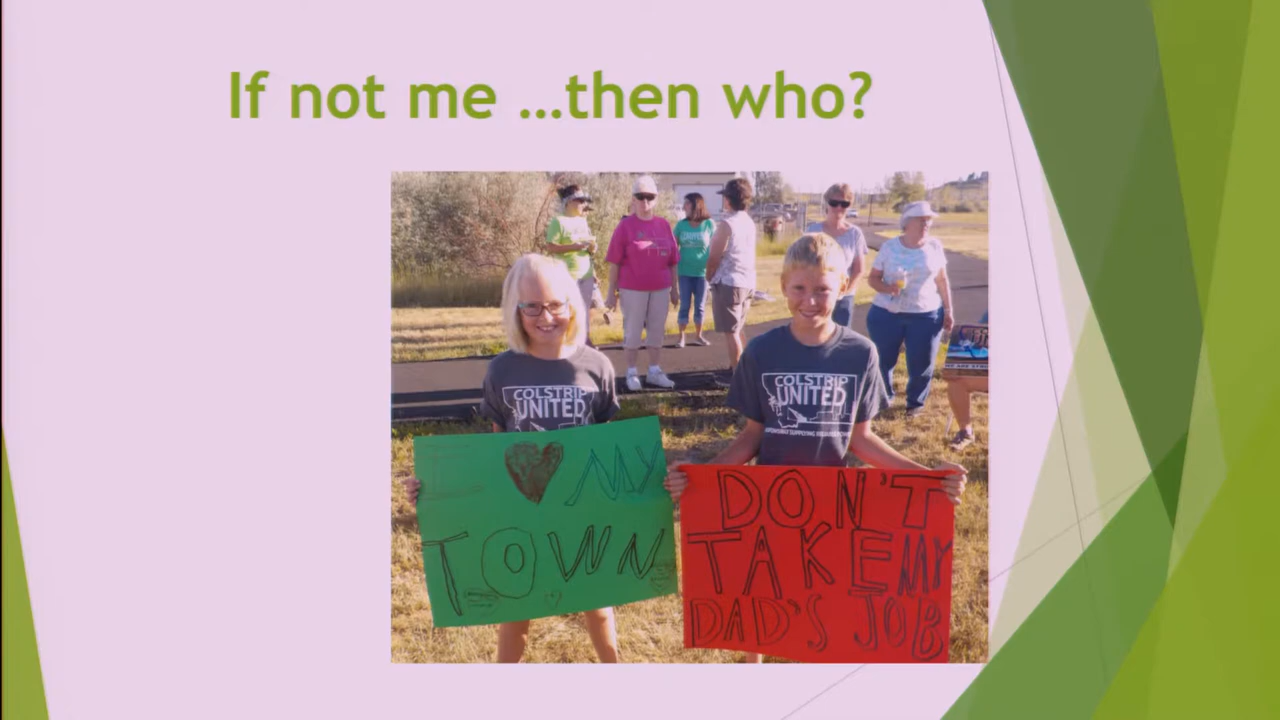 If not me ...then who?
COLSTRIP
UNITED
COLSTRIP
UNITED
I ♥ MY
TOWN
DON'T
TAKE MY
DAD'S JOB